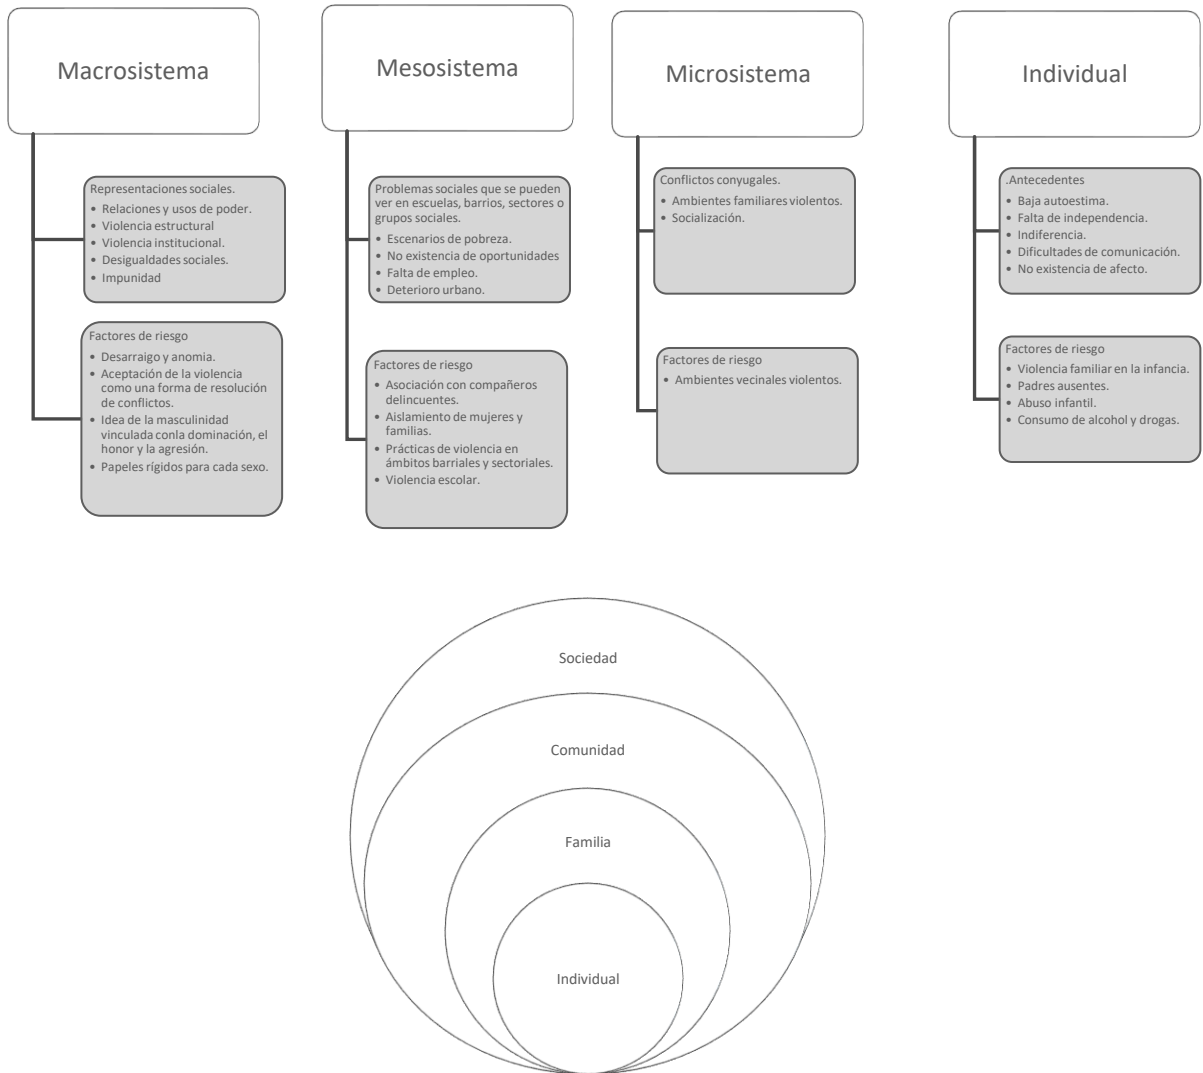 Macrosistema
Representaciones sociales.
• Relaciones y usos de poder.
• Violencia estructural
• Violencia institucional.
• Desigualdades sociales.
• Impunidad
Factores de riesgo
• Desarraigo y anomia.
• Aceptación de la violencia
como una forma de resolución
de conflictos.
• Idea de la masculinidad
vinculada conla dominación, el
honor y la agresión.
• Papeles rígidos para cada sexo.
Mesosistema
Problemas sociales que se pueden
ver en escuelas, barrios, sectores o
grupos sociales.
• Escenarios de pobreza.
• No existencia de oportunidades
• Falta de empleo.
• Deterioro urbano.
Factores de riesgo
• Asociación con compañeros
delincuentes.
• Aislamiento de mujeres y
familias.
• Prácticas de violencia en
ámbitos barriales y sectoriales.
• Violencia escolar.
Microsistema
Conflictos conyugales.
• Ambientes familiares violentos.
• Socialización.
Factores de riesgo
• Ambientes vecinales violentos.
Individual
.Antecedentes
• Baja autoestima.
• Falta de independencia.
• Indiferencia.
• Dificultades de comunicación.
• No existencia de afecto.
Factores de riesgo
• Violencia familiar en la infancia.
• Padres ausentes.
• Abuso infantil.
• Consumo de alcohol y drogas.
Sociedad
Comunidad
Familia
Individual